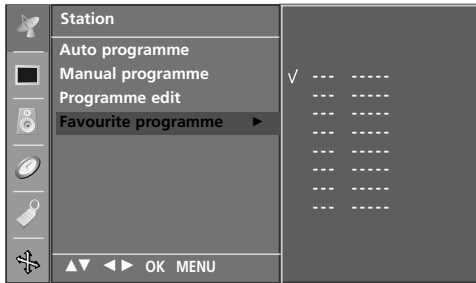 Station
Auto programme
Manual programme
Programme edit
Favourite programme ►
√ --- -----
--- -----
--- -----
--- -----
--- -----
--- -----
--- -----
--- -----
▲▼ ◄► OK MENU